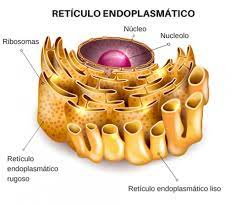 RETÍCULO ENDOPLASMÁTICO
Núcleo
Ribosomas
Nucleolo
Retículo
endoplasmático
rugoso
Retículo endoplasmático liso